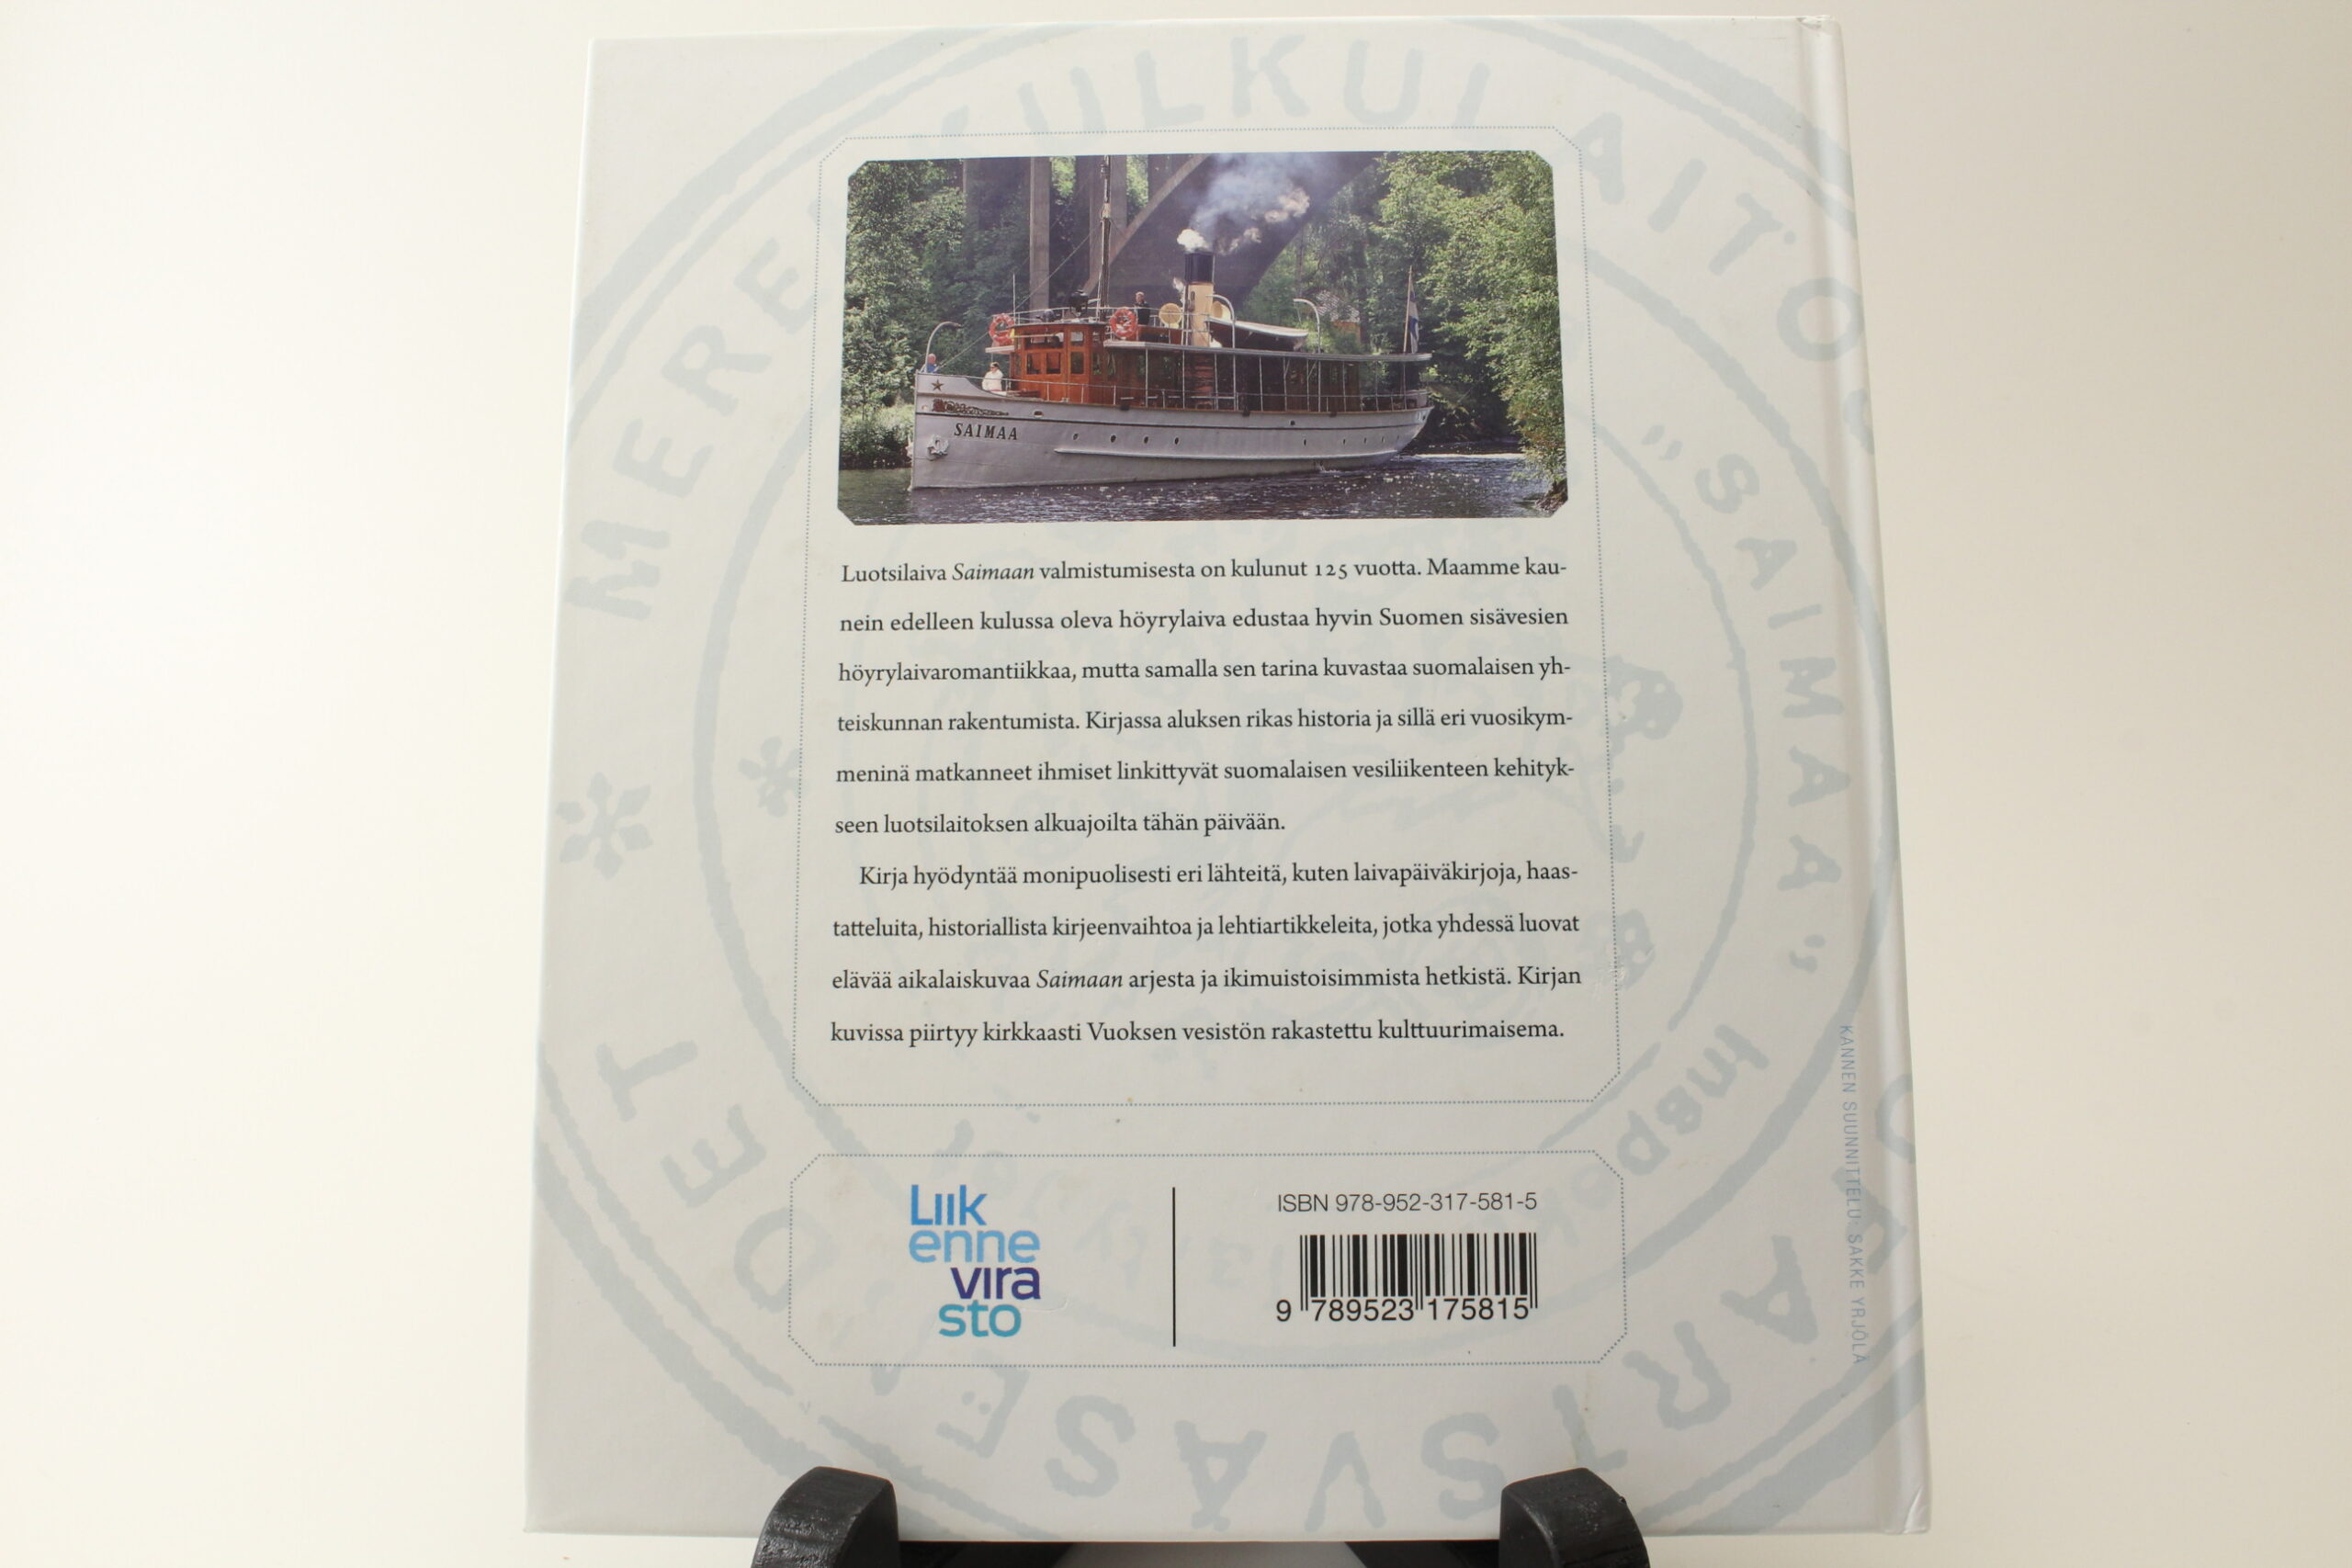 SAIMAA
Luotsilaiva Saimaan valmistumisesta on kulunut 125 vuotta. Maamme kau-
nein edelleen kulussa oleva höyrylaiva edustaa hyvin Suomen sisävesien
höyrylaivaromantiikkaa, mutta samalla sen tarina kuvastaa suomalaisen yh-
teiskunnan rakentumista. Kirjassa aluksen rikas historia ja sillä eri vuosikym-
meninä matkanneet ihmiset linkittyvät suomalaisen vesiliikenteen kehityk-
seen luotsilaitoksen alkuajoilta tähän päivään.
Kirja hyödyntää monipuolisesti eri lähteitä, kuten laivapäiväkirjoja, haas-
tatteluita, historiallista kirjeenvaihtoa ja lehtiartikkeleita, jotka yhdessä luovat
elävää aikalaiskuvaa Saimaan arjesta ja ikimuistoisimmista hetkistä. Kirjan
kuvissa piirtyy kirkkaasti Vuoksen vesistön rakastettu kulttuurimaisema.
Liik
enne
vira
sto
ISBN 978-952-317-581-5
9 789523 175815
KANNEN SUUNNITTELU SAKKE YRJÖLÄ
MERENKULKULAITOS
"SAIMAA"